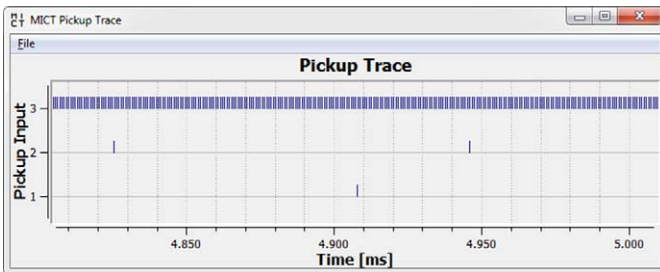 MICT MICT Pickup Trace
File
Pickup Trace
Pickup Input
3
2
1
4.850 4.900 4.950 5.000
Time [ms]